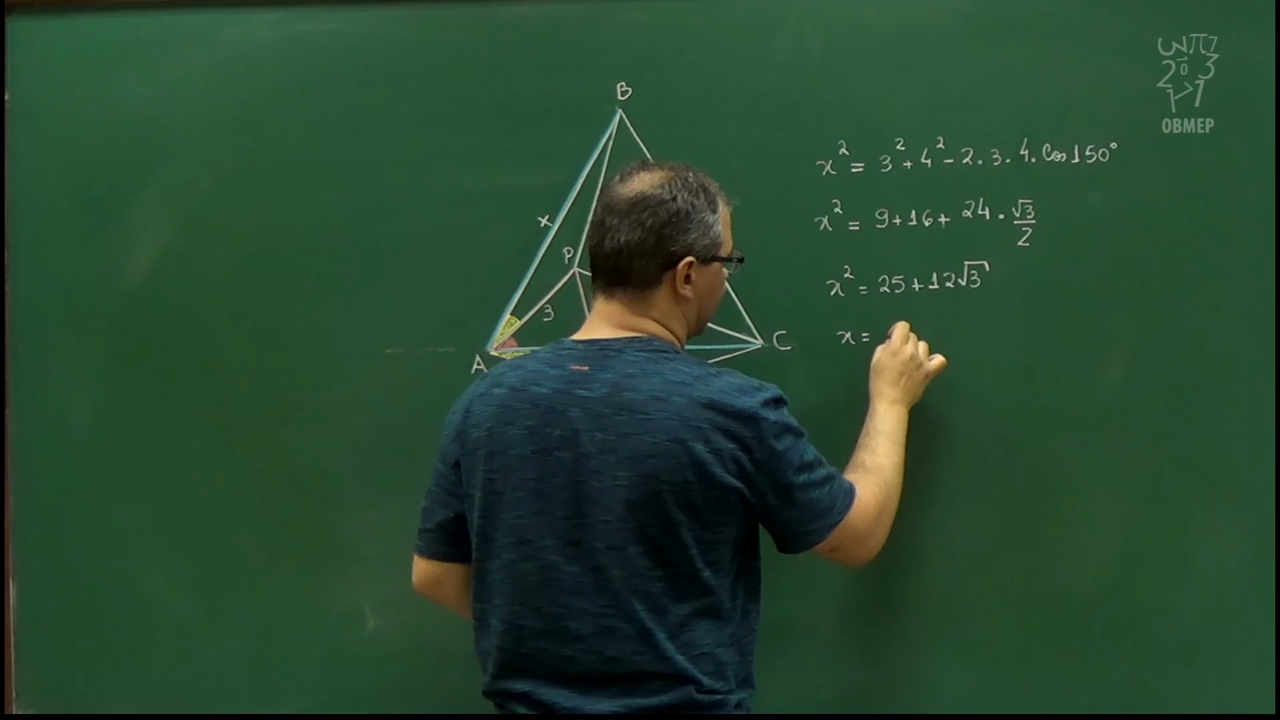 B
x
P
3
A
C
x² = 3² + 4² - 2 . 3 . 4 . Cos 150°
x² = 9 + 16 + 24 . √3/2
x² = 25 + 12√3
x =
OBMEP